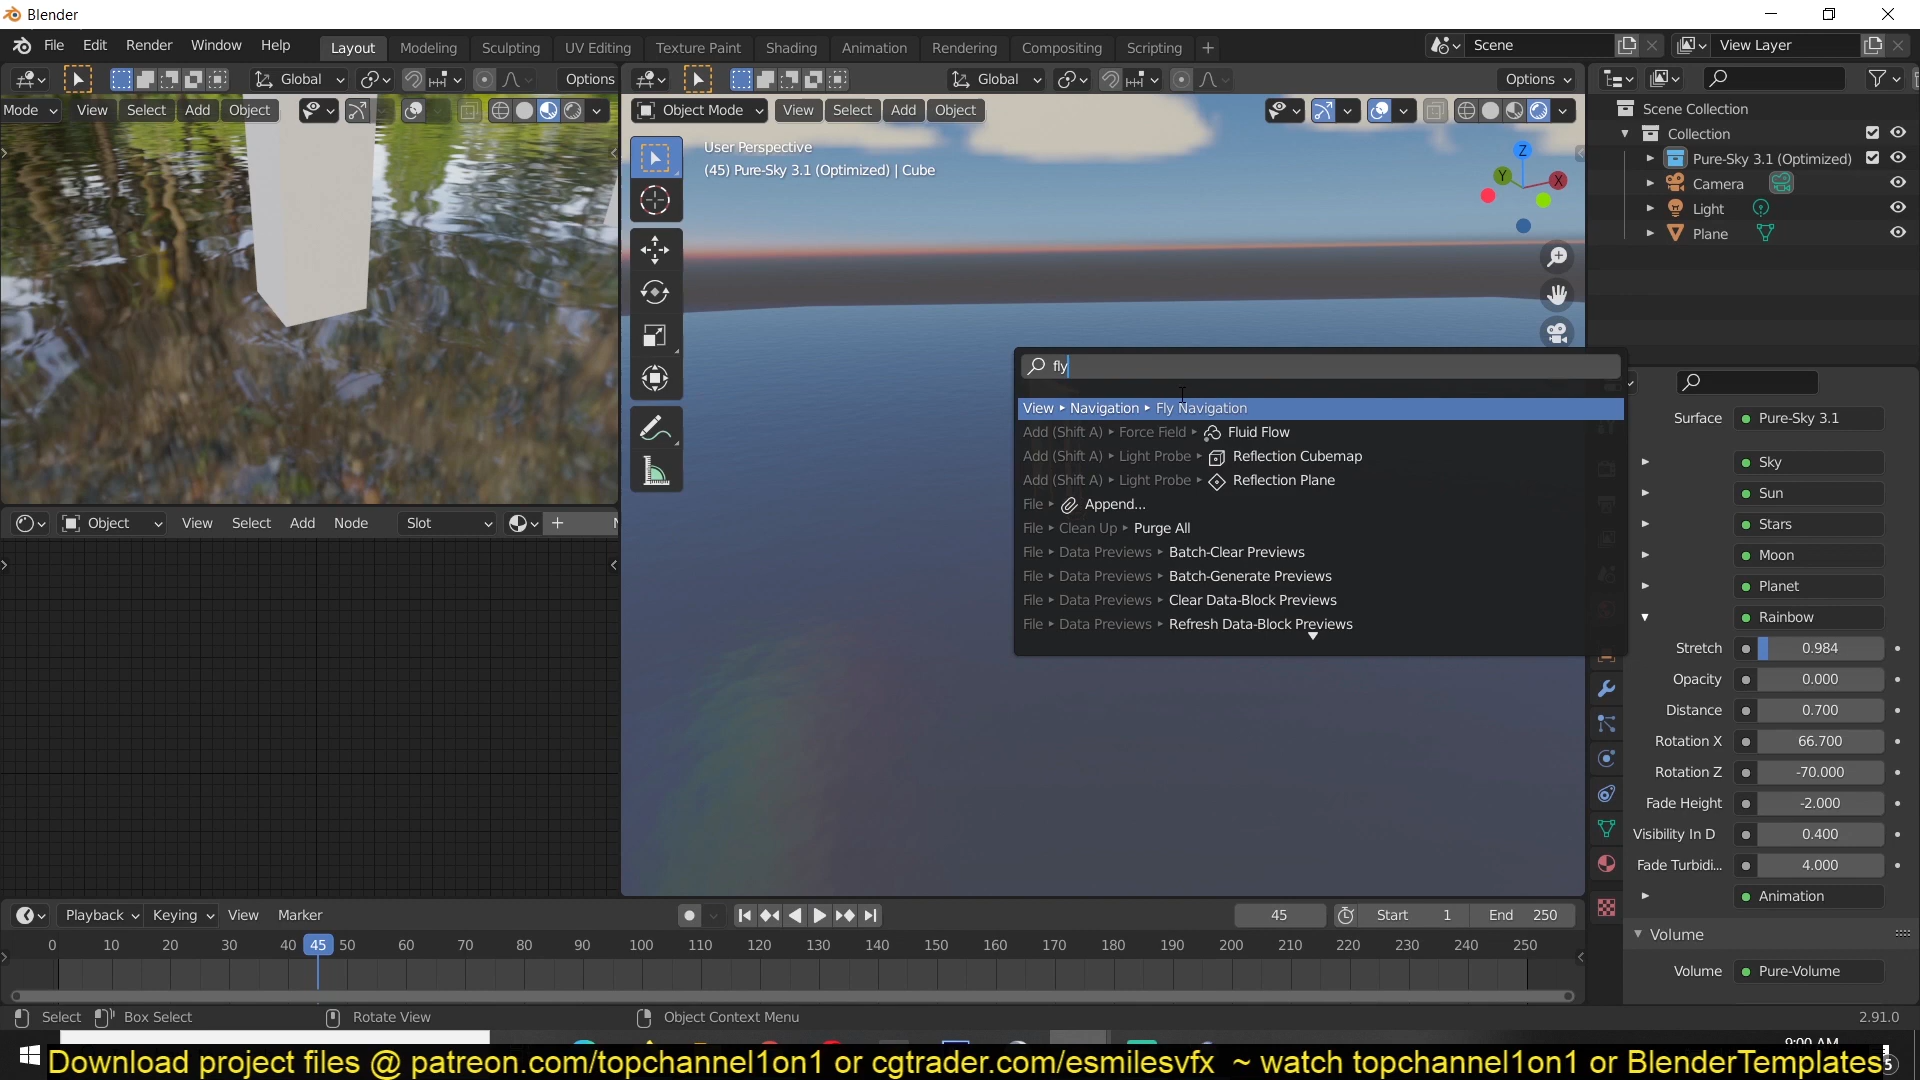 Blender
File Edit Render Window Help Layout Modeling Sculpting UV Editing Texture Paint Shading Animation Rendering Compositing Scripting + Scene View Layer
Global Options Global Options
Mode View Select Add Object Object Mode View Select Add Object
User Perspective
(45) Pure-Sky 3.1 (Optimized) | Cube
Z
Y X
Scene Collection
Collection
Pure-Sky 3.1 (Optimized)
Camera
Light
Plane
fly
View ▸ Navigation ▸ Fly Navigation
Add (Shift A) ▸ Force Field ▸ Fluid Flow
Add (Shift A) ▸ Light Probe ▸ Reflection Cubemap
Add (Shift A) ▸ Light Probe ▸ Reflection Plane
File ▸ Append...
File ▸ Clean Up ▸ Purge All
File ▸ Data Previews ▸ Batch-Clear Previews
File ▸ Data Previews ▸ Batch-Generate Previews
File ▸ Data Previews ▸ Clear Data-Block Previews
File ▸ Data Previews ▸ Refresh Data-Block Previews
Surface Pure-Sky 3.1
Sky
Sun
Stars
Moon
Planet
Rainbow
Stretch 0.984
Opacity 0.000
Distance 0.700
Rotation X 66.700
Rotation Z -70.000
Fade Height -2.000
Visibility In D 0.400
Fade Turbidi... 4.000
Animation
Volume
Volume Pure-Volume
Object View Select Add Node Slot +
Playback Keying View Marker 45 Start 1 End 250
0 10 20 30 40 45 50 60 70 80 90 100 110 120 130 140 150 160 170 180 190 200 210 220 230 240 250
Select Box Select Rotate View Object Context Menu 2.91.0
Download project files @ patreon.com/topchannel1on1 or cgtrader.com/esmilesvfx ~ watch topchannel1on1 or BlenderTemplates